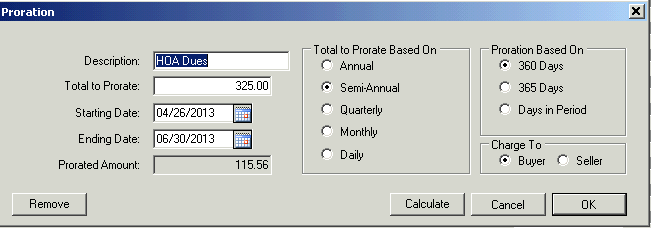 Proration
Description: HOA Dues
Total to Prorate: 325.00
Starting Date: 04/26/2013
Ending Date: 06/30/2013
Prorated Amount: 115.56
Total to Prorate Based On
Annual
Semi-Annual
Quarterly
Monthly
Daily
Proration Based On
360 Days
365 Days
Days in Period
Charge To
Buyer Seller
Remove Calculate Cancel OK